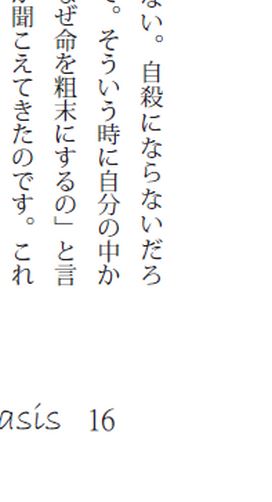 ない。自殺にならないだろ
。そういう時に自分の中か
なぜ命を粗末にするの」と言
が聞こえてきたのです。これ
asis 16